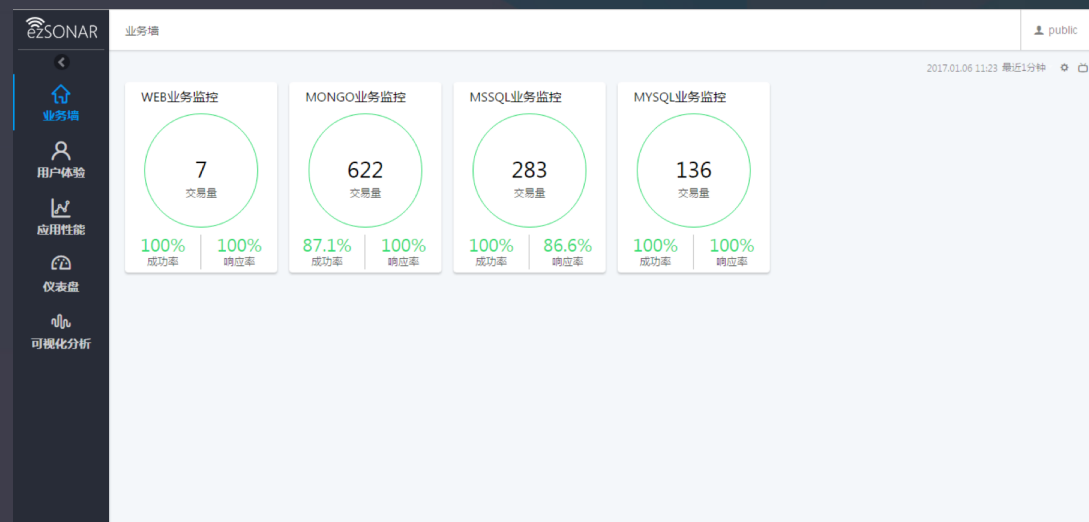 ezSONAR
业务墙
public
2017.01.06 11:23 最近1分钟
业务墙
用户体验
应用性能
仪表盘
可视化分析
WEB业务监控
7
交易量
100%
成功率
100%
响应率
MONGO业务监控
622
交易量
87.1%
成功率
100%
响应率
MSSQL业务监控
283
交易量
100%
成功率
86.6%
响应率
MYSQL业务监控
136
交易量
100%
成功率
100%
响应率